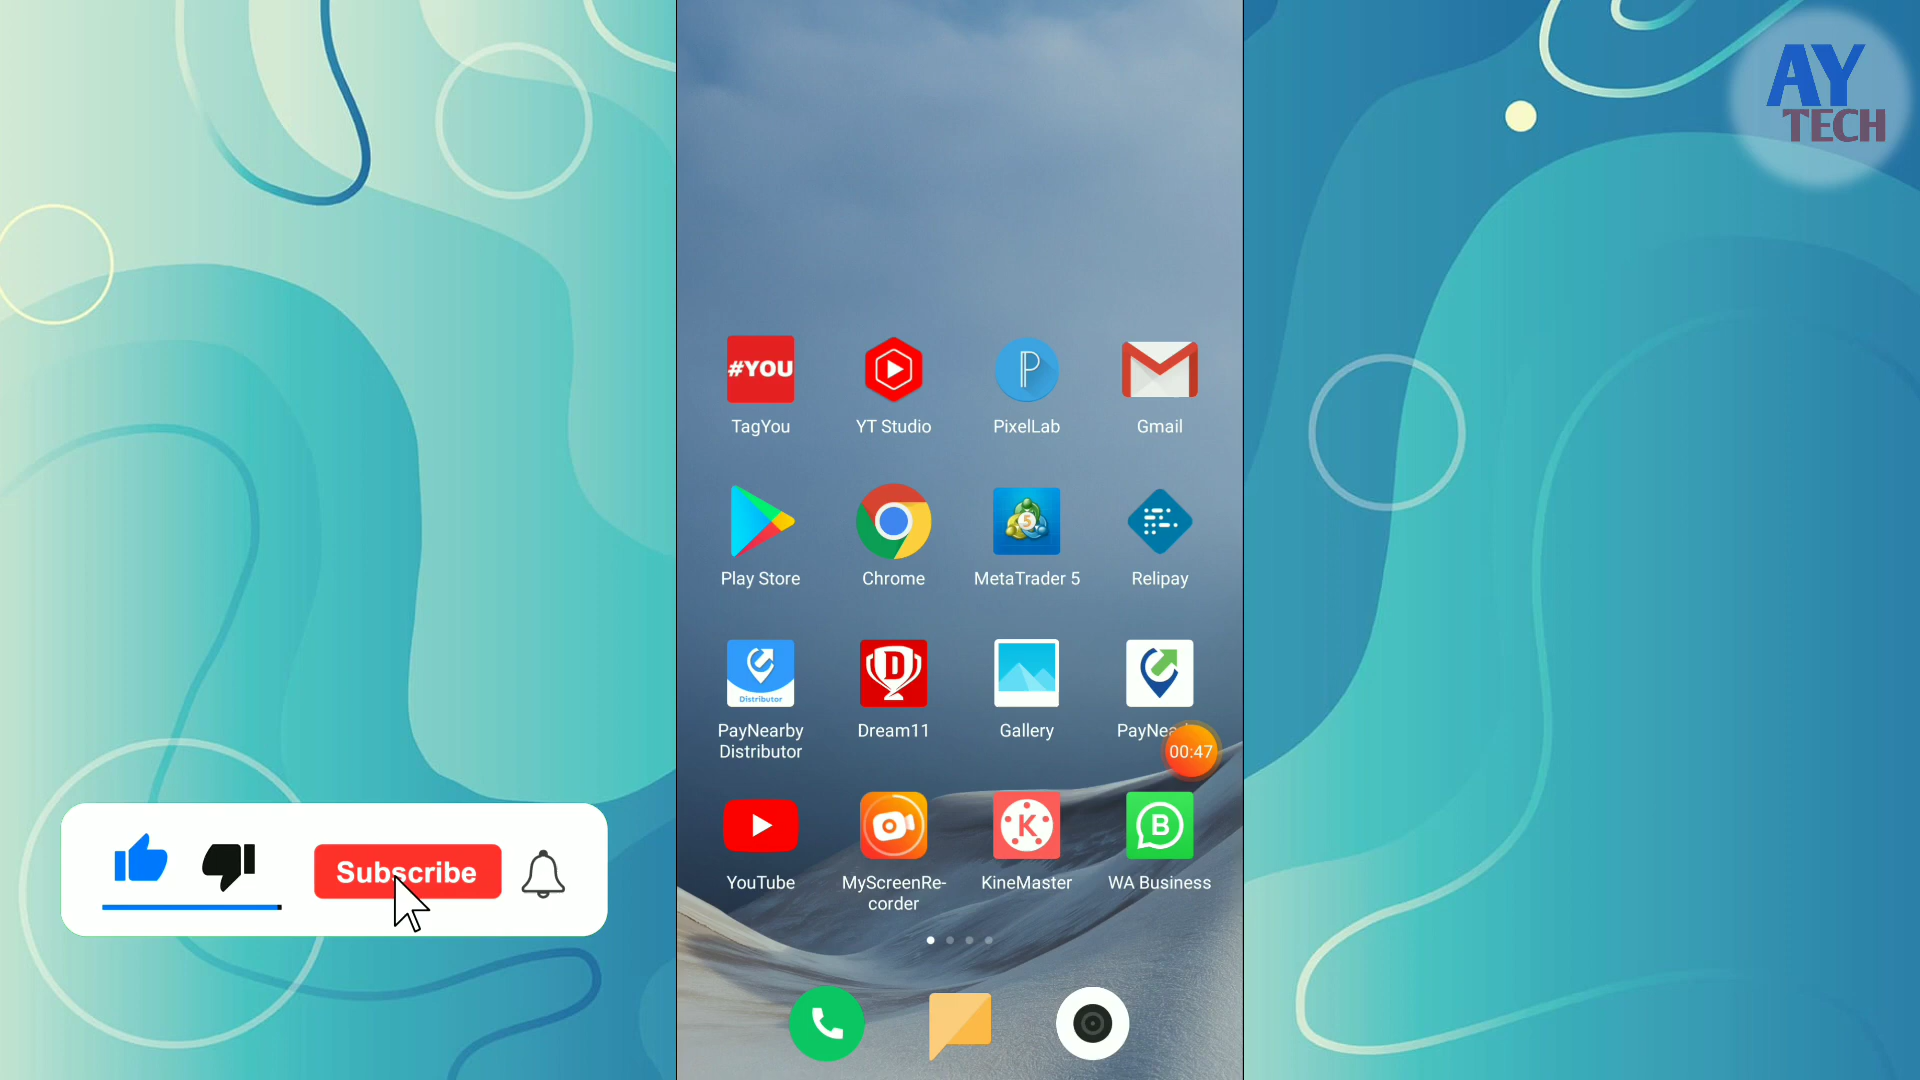 AY
TECH
#YOU
TagYou
YT Studio
P
PixelLab
Gmail
Play Store
Chrome
5
MetaTrader 5
Relipay
Distributor
PayNearby
Distributor
D
Dream11
Gallery
00:47
YouTube
MyScreenRe-
corder
K
KineMaster
B
WA Business
Subscribe